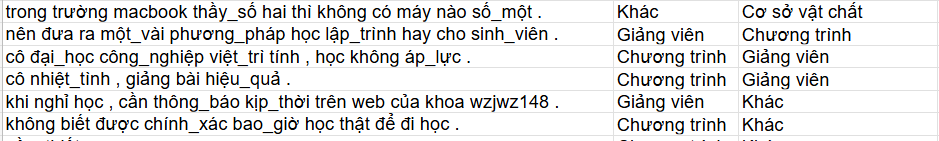 trong trường macbook thầy_số hai thì không có máy nào số_một . Khác Cơ sở vật chất
nên đưa ra một_vài phương_pháp học lập_trình hay cho sinh_viên . Giảng viên Chương trình
cô đại_học công_nghiệp việt_trì tính , học không áp_lực . Chương trình Giảng viên
cô nhiệt_tình , giảng bài hiệu_quả . Chương trình Giảng viên
khi nghỉ học , cần thông_báo kịp_thời trên web của khoa wzjwz148 . Giảng viên Khác
không biết được chính_xác bao_giờ học thật để đi học . Chương trình Khác